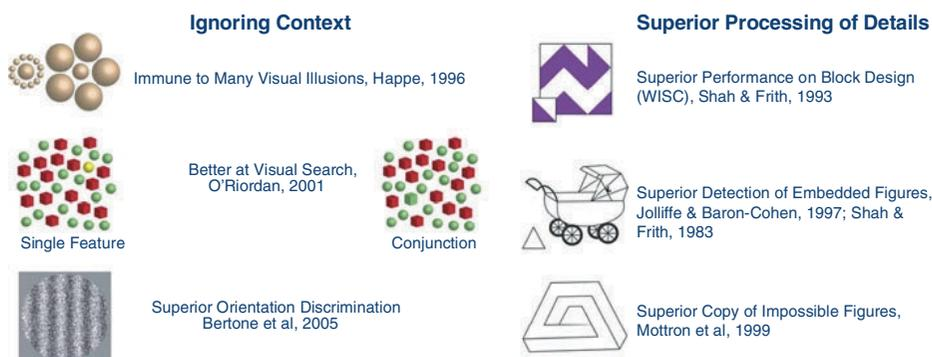 Ignoring Context
Immune to Many Visual Illusions, Happe, 1996
Better at Visual Search,
O'Riordan, 2001
Single Feature
Conjunction
Superior Orientation Discrimination
Bertone et al, 2005
Superior Processing of Details
Superior Performance on Block Design
(WISC), Shah & Frith, 1993
Superior Detection of Embedded Figures,
Jolliffe & Baron-Cohen, 1997; Shah &
Frith, 1983
Superior Copy of Impossible Figures,
Mottron et al, 1999